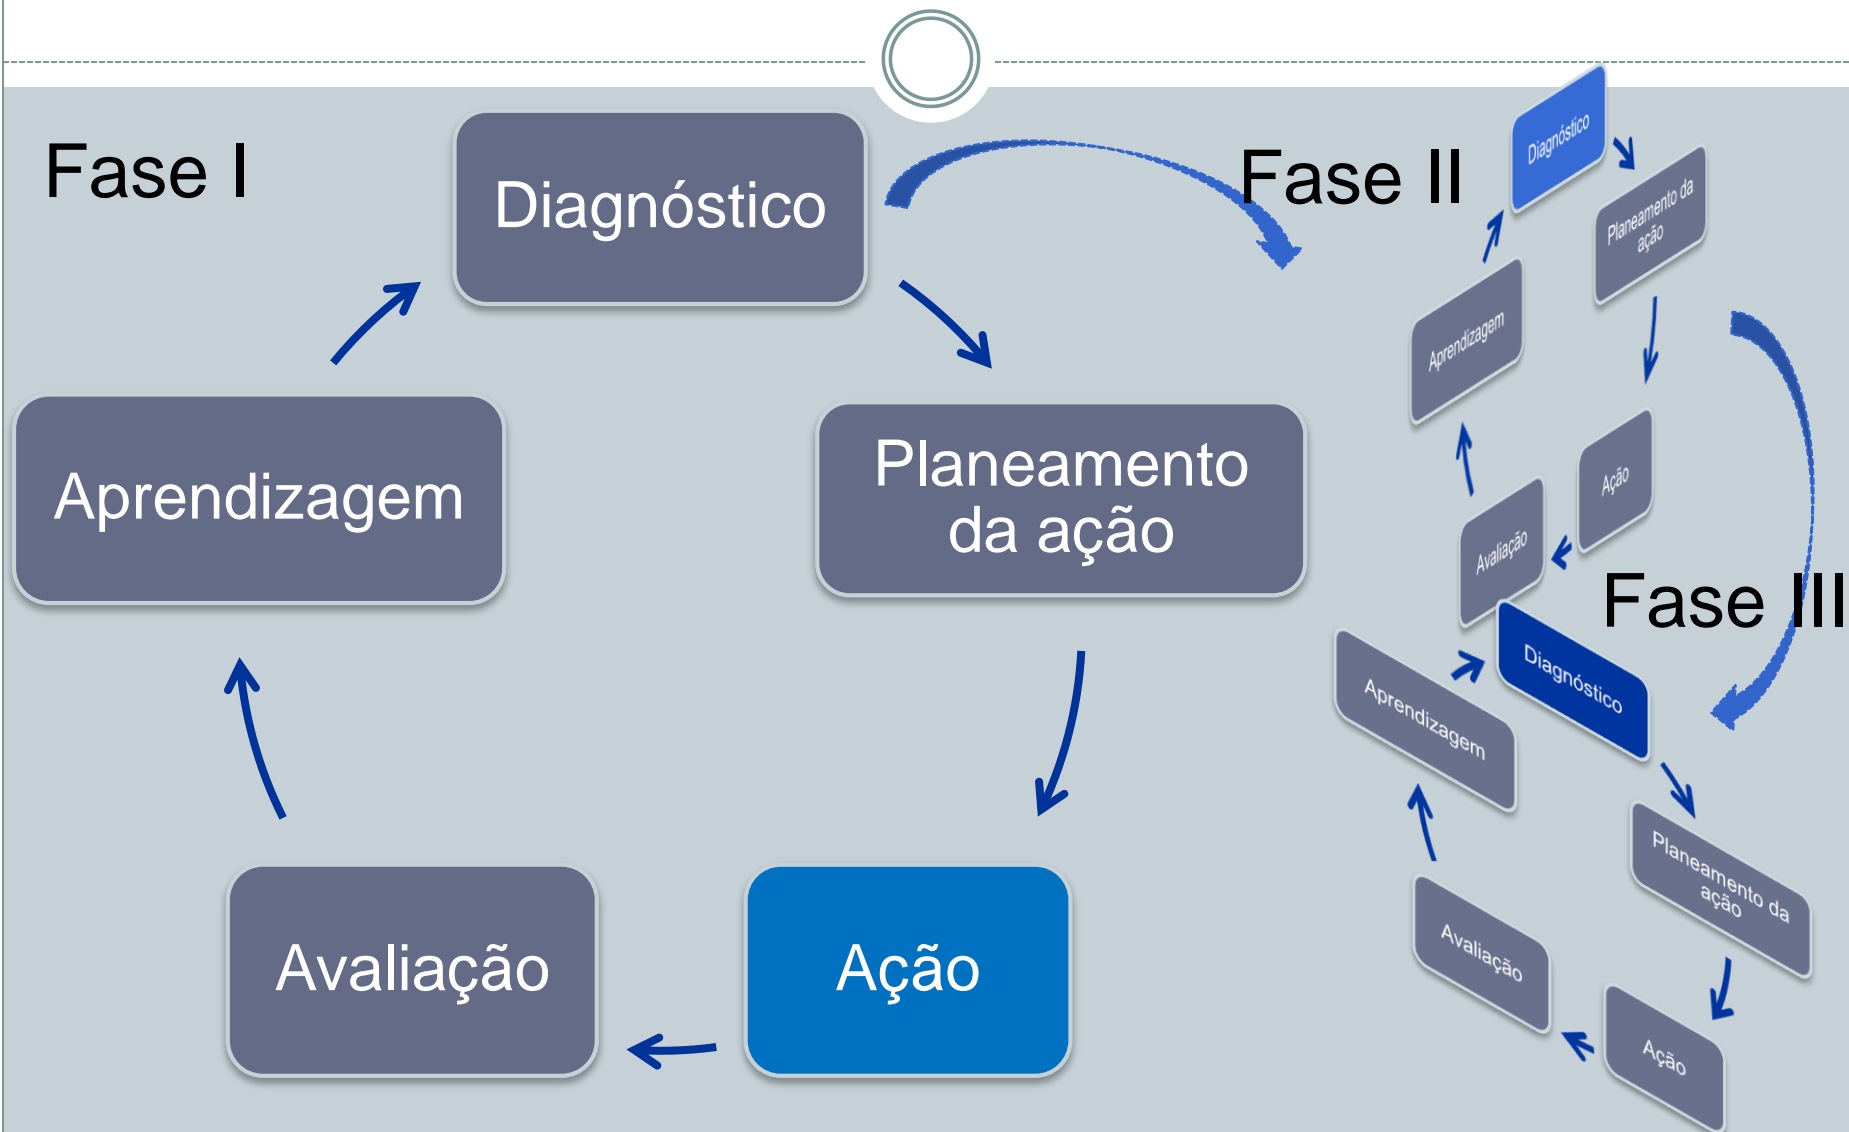 Fase I
Diagnóstico
Planeamento
da ação
Ação
Avaliação
Aprendizagem
Fase II
Diagnóstico
Planeamento da
ação
Ação
Avaliação
Aprendizagem
Fase III
Diagnóstico
Planeamento da
ação
Ação
Avaliação
Aprendizagem